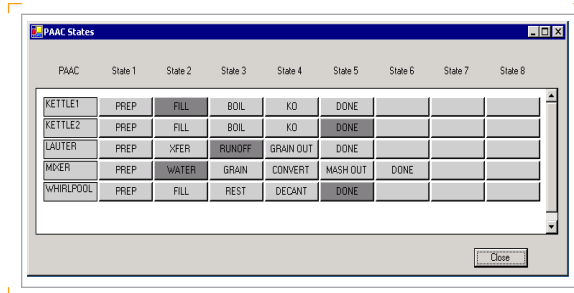 PAAC States
PAAC State 1 State 2 State 3 State 4 State 5 State 6 State 7 State 8
KETTLE1 PREP FILL BOIL KO DONE
KETTLE2 PREP FILL BOIL KO DONE
LAUTER PREP XFER RUNOFF GRAIN OUT DONE
MIXER PREP WATER GRAIN CONVERT MASH OUT DONE
WHIRLPOOL PREP FILL REST DECANT DONE
Close